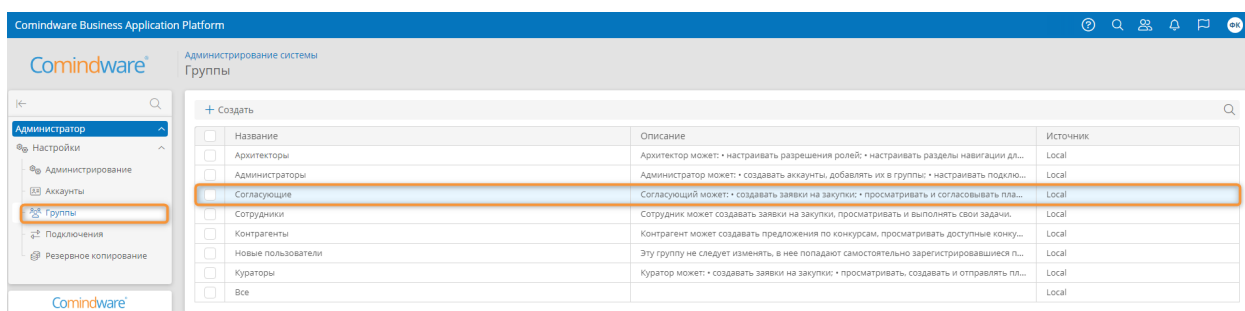 Comindware Business Application Platform
ФК
Comindware®
Администрирование системы
Группы
+ Создать
Администратор
Настройки
Администрирование
Аккаунты
Группы
Подключения
Резервное копирование
Comindware®
Название Описание Источник
Архитекторы Архитектор может: • настраивать разрешения ролей; • настраивать разделы навигации дл... Local
Администраторы Администратор может: • создавать аккаунты, добавлять их в группы; • настраивать подклю... Local
Согласующие Согласующий может: • создавать заявки на закупки; • просматривать и согласовывать пла... Local
Сотрудники Сотрудник может создавать заявки на закупки, просматривать и выполнять свои задачи. Local
Контрагенты Контрагент может создавать предложения по конкурсам, просматривать доступные конку... Local
Новые пользователи Эту группу не следует изменять, в нее попадают самостоятельно зарегистрировавшиеся п... Local
Кураторы Куратор может: • создавать заявки на закупки; • просматривать, создавать и отправлять пл... Local
Все Local